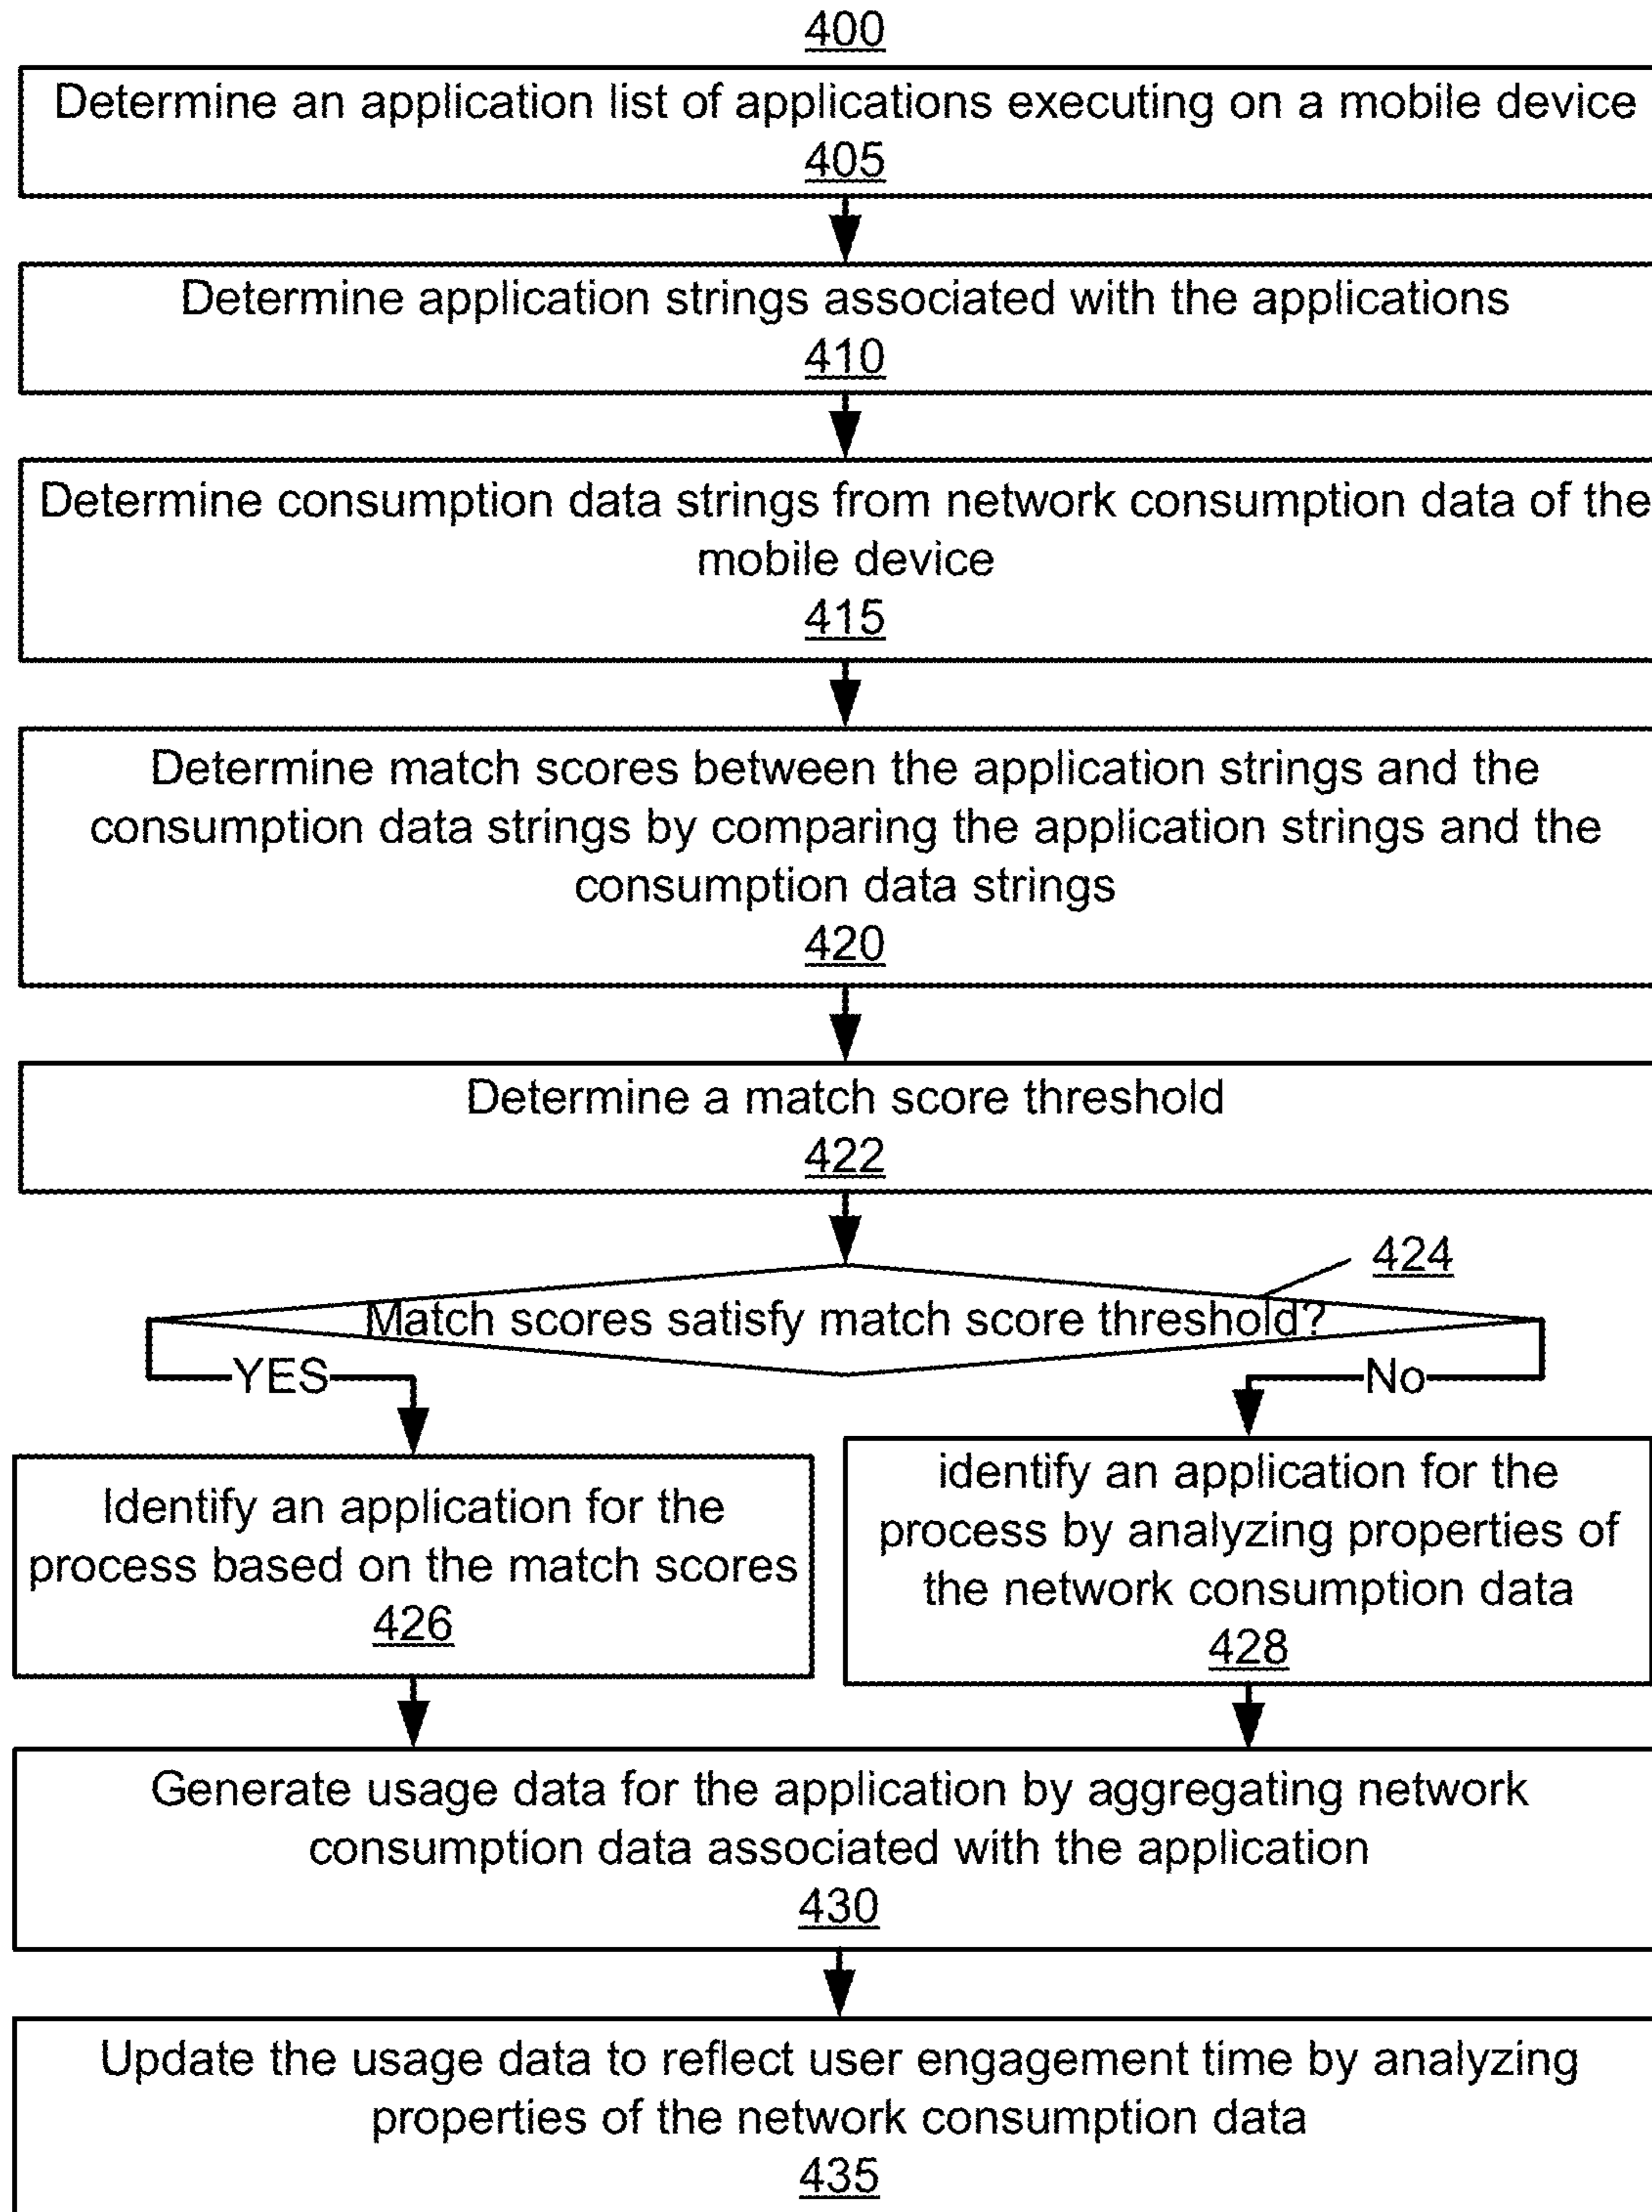 400
Determine an application list of applications executing on a mobile device
405
Determine application strings associated with the applications
410
Determine consumption data strings from network consumption data of the
mobile device
415
Determine match scores between the application strings and the
consumption data strings by comparing the application strings and the
consumption data strings
420
Determine a match score threshold
422
424
Match scores satisfy match score threshold?
YES
No
Identify an application for the
process based on the match scores
426
identify an application for the
process by analyzing properties of
the network consumption data
428
Generate usage data for the application by aggregating network
consumption data associated with the application
430
Update the usage data to reflect user engagement time by analyzing
properties of the network consumption data
435